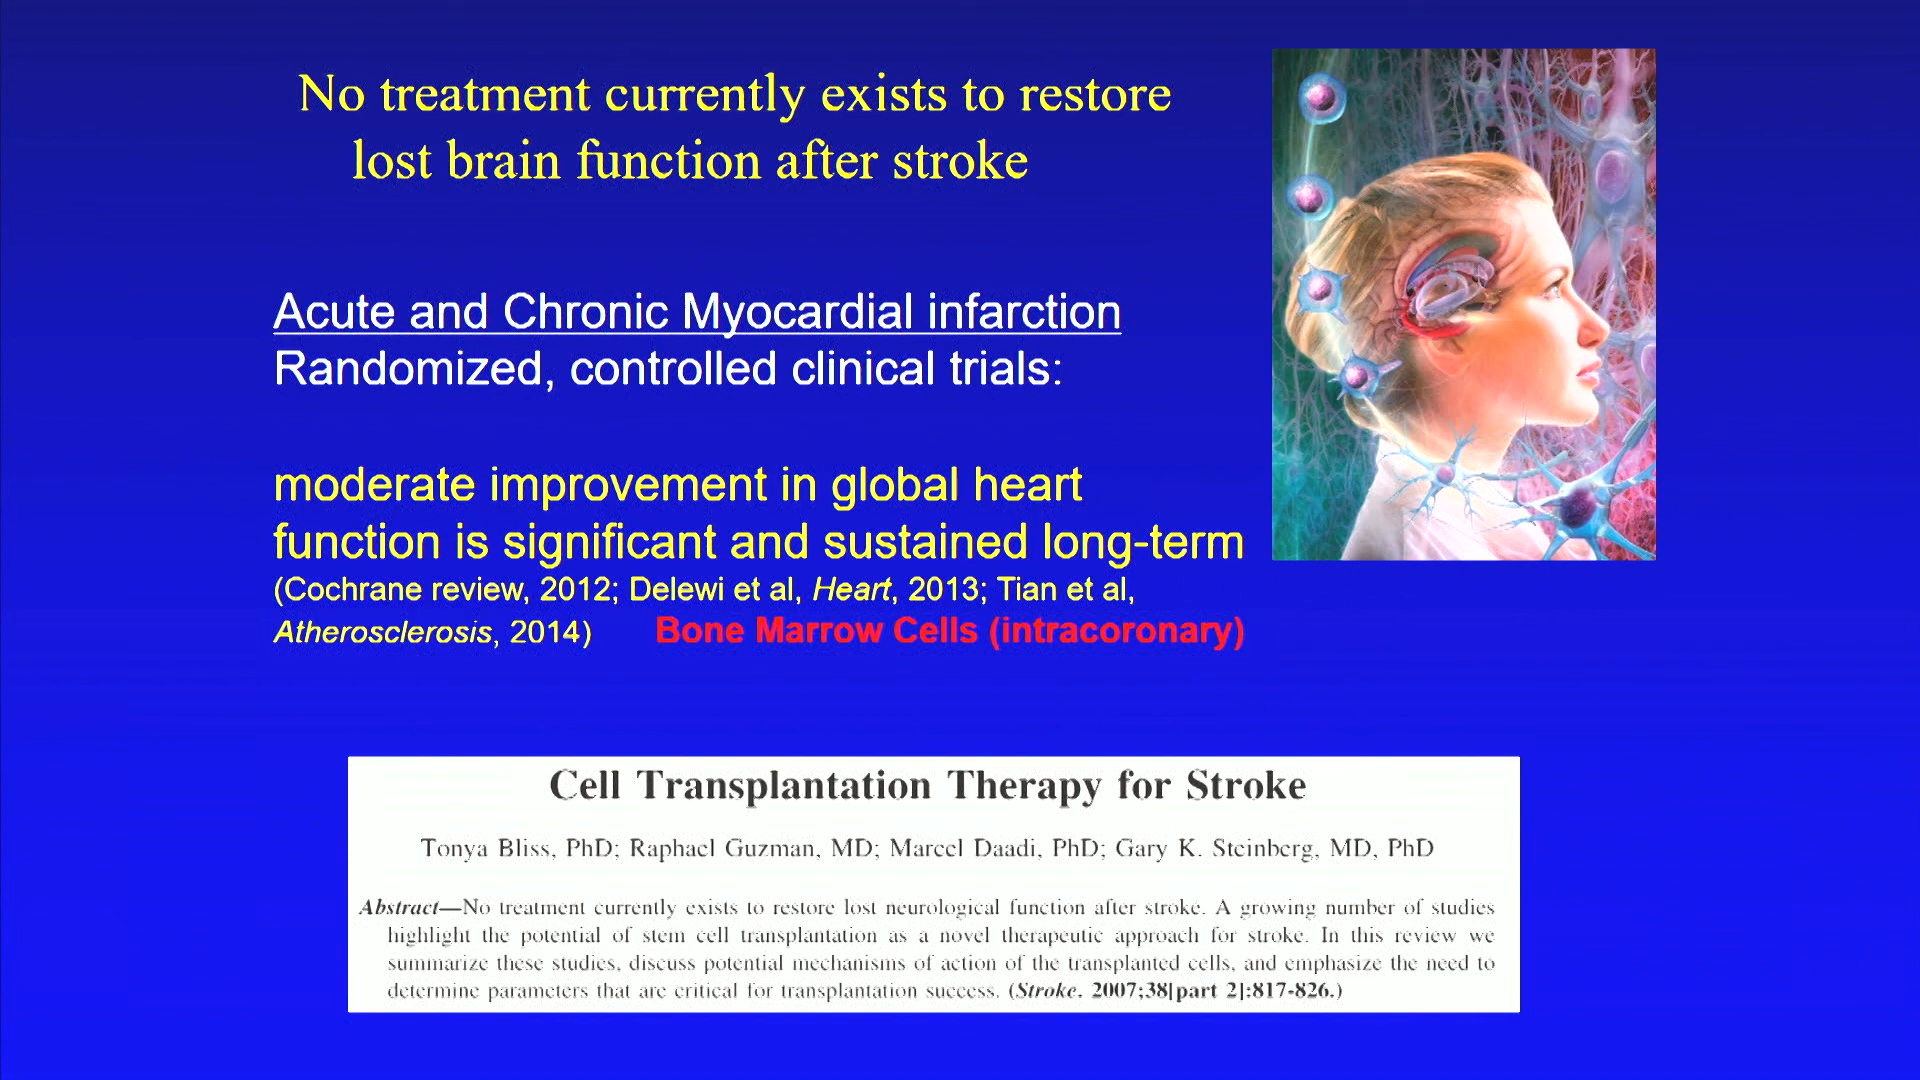 No treatment currently exists to restore
lost brain function after stroke
Acute and Chronic Myocardial infarction
Randomized, controlled clinical trials:
moderate improvement in global heart
function is significant and sustained long-term
(Cochrane review, 2012; Delewi et al, Heart, 2013; Tian et al,
Atherosclerosis, 2014) Bone Marrow Cells (intracoronary)
Cell Transplantation Therapy for Stroke
Tonya Bliss, PhD; Raphael Guzman, MD; Marcel Daadi, PhD; Gary K. Steinberg, MD, PhD
Abstract—No treatment currently exists to restore lost neurological function after stroke. A growing number of studies
highlight the potential of stem cell transplantation as a novel therapeutic approach for stroke. In this review we
summarize these studies, discuss potential mechanisms of action of the transplanted cells, and emphasize the need to
determine parameters that are critical for transplantation success. (Stroke. 2007;38[part 2]:817-826.)